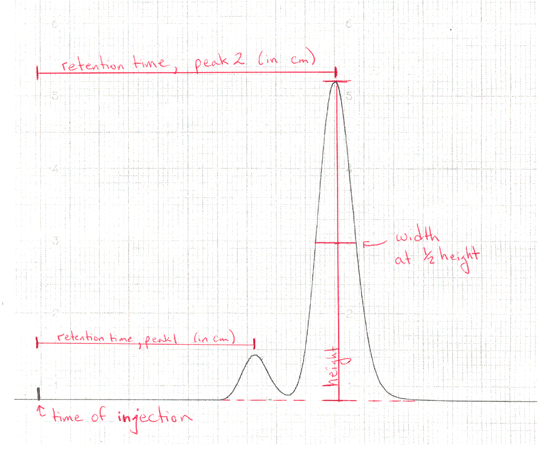 retention time, peak 2 (in cm)
width
at ½ height
retention time, peak 1 (in cm)
height
time of injection